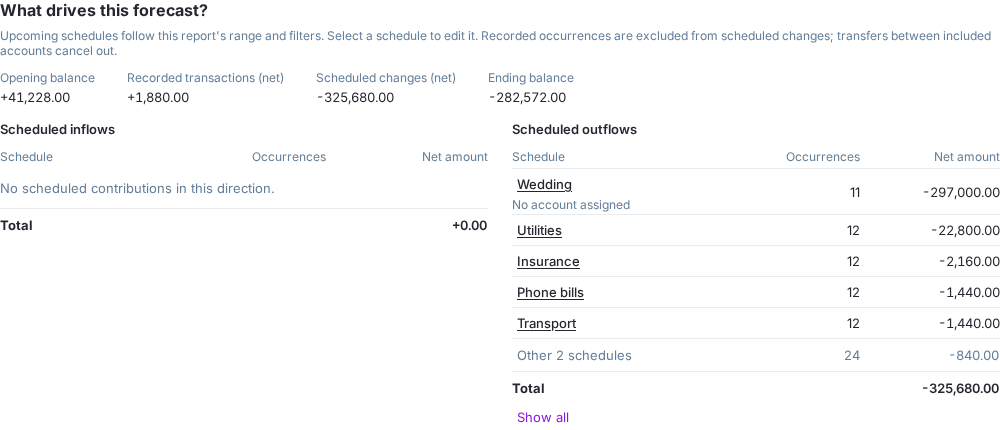 What drives this forecast?
Upcoming schedules follow this report's range and filters. Select a schedule to edit it. Recorded occurrences are excluded from scheduled changes; transfers between included
accounts cancel out.
Opening balance Recorded transactions (net) Scheduled changes (net) Ending balance
+41,228.00 +1,880.00 -325,680.00 -282,572.00
Scheduled inflows
Schedule Occurrences Net amount
No scheduled contributions in this direction.
Total +0.00
Scheduled outflows
Schedule Occurrences Net amount
Wedding 11 -297,000.00
No account assigned
Utilities 12 -22,800.00
Insurance 12 -2,160.00
Phone bills 12 -1,440.00
Transport 12 -1,440.00
Other 2 schedules 24 -840.00
Total -325,680.00
Show all